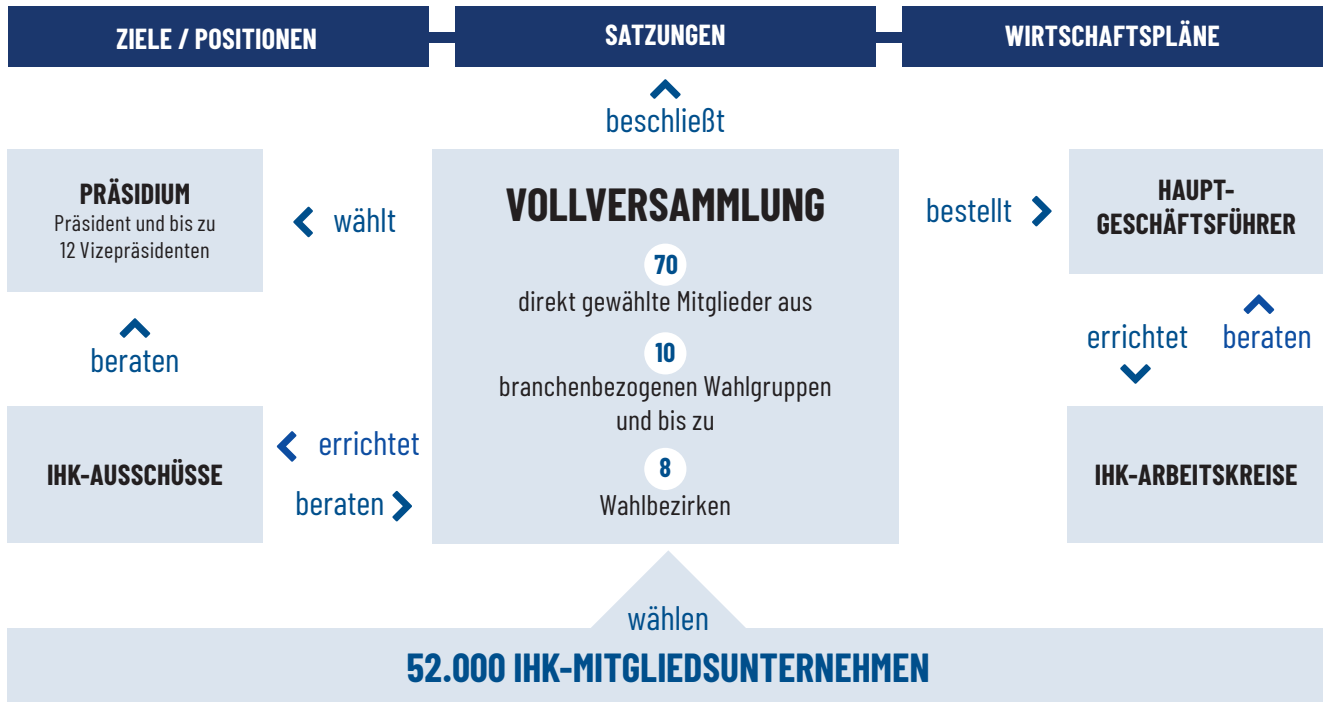 ZIELE / POSITIONEN
SATZUNGEN
WIRTSCHAFTSPLÄNE
beschließt
PRÄSIDIUM
Präsident und bis zu
12 Vizepräsidenten
wählt
VOLLVERSAMMLUNG
70
direkt gewählte Mitglieder aus
10
branchenbezogenen Wahlgruppen
und bis zu
8
Wahlbezirken
bestellt
HAUPT-
GESCHÄFTSFÜHRER
beraten
errichtet
beraten
IHK-AUSSCHÜSSE
errichtet
beraten
IHK-ARBEITSKREISE
wählen
52.000 IHK-MITGLIEDSUNTERNEHMEN